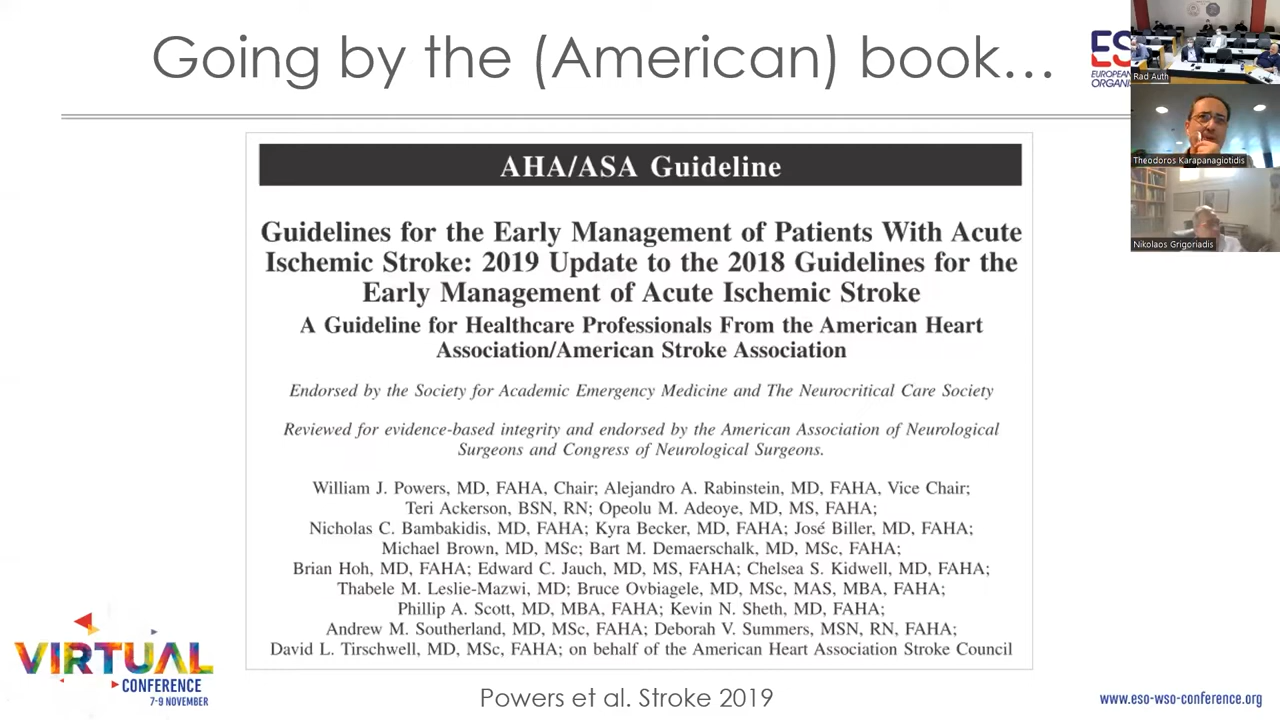 Going by the (American) book…
ES
EUROPEAN
ORGANIS
Rad Auth
Theodoros Karapanagiotidis
Nikolaos Grigoriadis
AHA/ASA Guideline
Guidelines for the Early Management of Patients With Acute
Ischemic Stroke: 2019 Update to the 2018 Guidelines for the
Early Management of Acute Ischemic Stroke
A Guideline for Healthcare Professionals From the American Heart
Association/American Stroke Association
Endorsed by the Society for Academic Emergency Medicine and The Neurocritical Care Society
Reviewed for evidence-based integrity and endorsed by the American Association of Neurological
Surgeons and Congress of Neurological Surgeons.
William J. Powers, MD, FAHA, Chair; Alejandro A. Rabinstein, MD, FAHA, Vice Chair;
Teri Ackerson, BSN, RN; Opeolu M. Adeoye, MD, MS, FAHA;
Nicholas C. Bambakidis, MD, FAHA; Kyra Becker, MD, FAHA; José Biller, MD, FAHA;
Michael Brown, MD, MSc; Bart M. Demaerschalk, MD, MSc, FAHA;
Brian Hoh, MD, FAHA; Edward C. Jauch, MD, MS, FAHA; Chelsea S. Kidwell, MD, FAHA;
Thabele M. Leslie-Mazwi, MD; Bruce Ovbiagele, MD, MSc, MAS, MBA, FAHA;
Phillip A. Scott, MD, MBA, FAHA; Kevin N. Sheth, MD, FAHA;
Andrew M. Southerland, MD, MSc, FAHA; Deborah V. Summers, MSN, RN, FAHA;
David L. Tirschwell, MD, MSc, FAHA; on behalf of the American Heart Association Stroke Council
VIRTUAL
CONFERENCE
7-9 NOVEMBER
Powers et al. Stroke 2019
www.eso-wso-conference.org